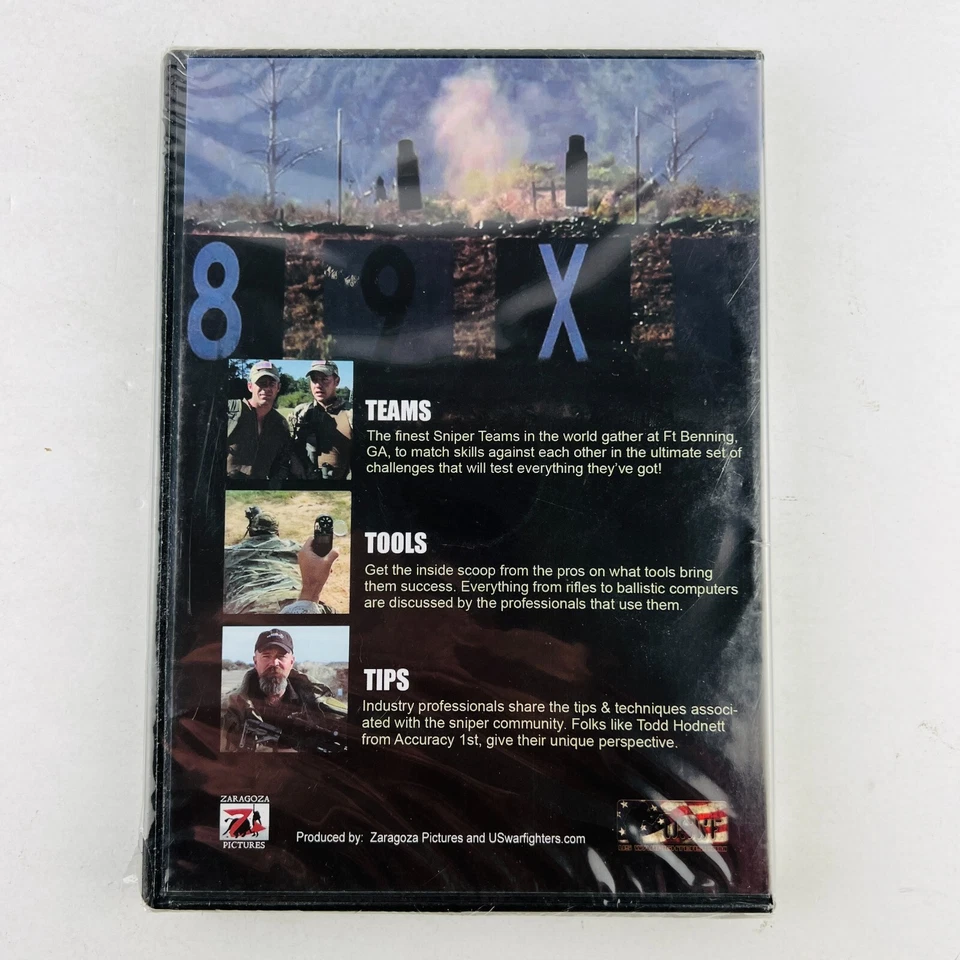 8 9 X
TEAMS
The finest Sniper Teams in the world gather at Ft Benning,
GA, to match skills against each other in the ultimate set of
challenges that will test everything they've got!
TOOLS
Get the inside scoop from the pros on what tools bring
them success. Everything from rifles to ballistic computers
are discussed by the professionals that use them.
TIPS
Industry professionals share the tips & techniques associ-
ated with the sniper community. Folks like Todd Hodnett
from Accuracy 1st, give their unique perspective.
ZARAGOZA
Z
PICTURES
Produced by: Zaragoza Pictures and USwarfighters.com